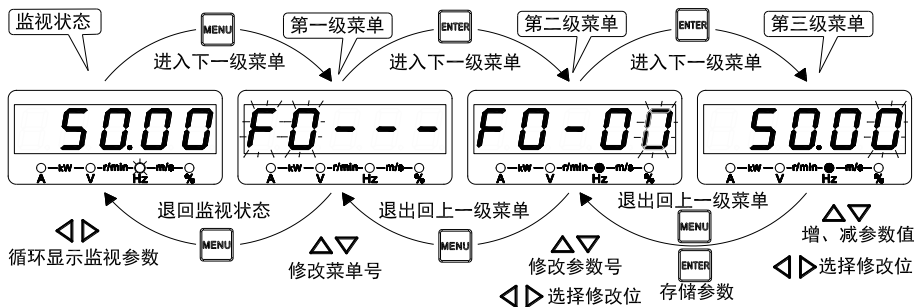 监视状态
MENU
第一级菜单
ENTER
第二级菜单
ENTER
第三级菜单
进入下一级菜单
进入下一级菜单
进入下一级菜单
50.00
F0---
F0-00
50.00
A kW V r/min Hz m/s %
A kW V r/min Hz m/s %
A kW V r/min Hz m/s %
A kW V r/min Hz m/s %
退回监视状态
退出回上一级菜单
退出回上一级菜单
MENU
MENU
MENU
ENTER
循环显示监视参数
修改菜单号
修改参数号
选择修改位
存储参数
增、减参数值
选择修改位